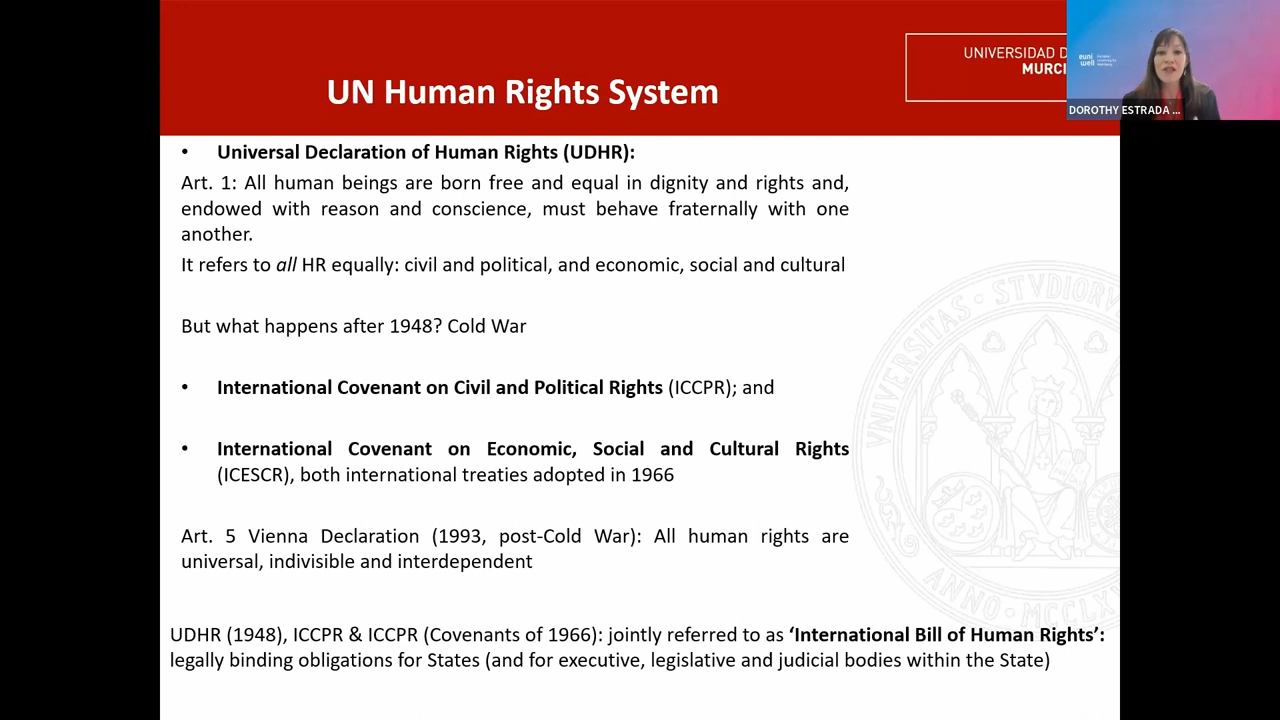 UN Human Rights System
UNIVERSIDAD D
MURCI
euni
well
DOROTHY ESTRADA ...
• Universal Declaration of Human Rights (UDHR):
Art. 1: All human beings are born free and equal in dignity and rights and,
endowed with reason and conscience, must behave fraternally with one
another.
It refers to all HR equally: civil and political, and economic, social and cultural
But what happens after 1948? Cold War
• International Covenant on Civil and Political Rights (ICCPR); and
• International Covenant on Economic, Social and Cultural Rights
(ICESCR), both international treaties adopted in 1966
Art. 5 Vienna Declaration (1993, post-Cold War): All human rights are
universal, indivisible and interdependent
UDHR (1948), ICCPR & ICCPR (Covenants of 1966): jointly referred to as ‘International Bill of Human Rights’:
legally binding obligations for States (and for executive, legislative and judicial bodies within the State)
VNIVERSITAS STVDIORV
ANNO MCCLX